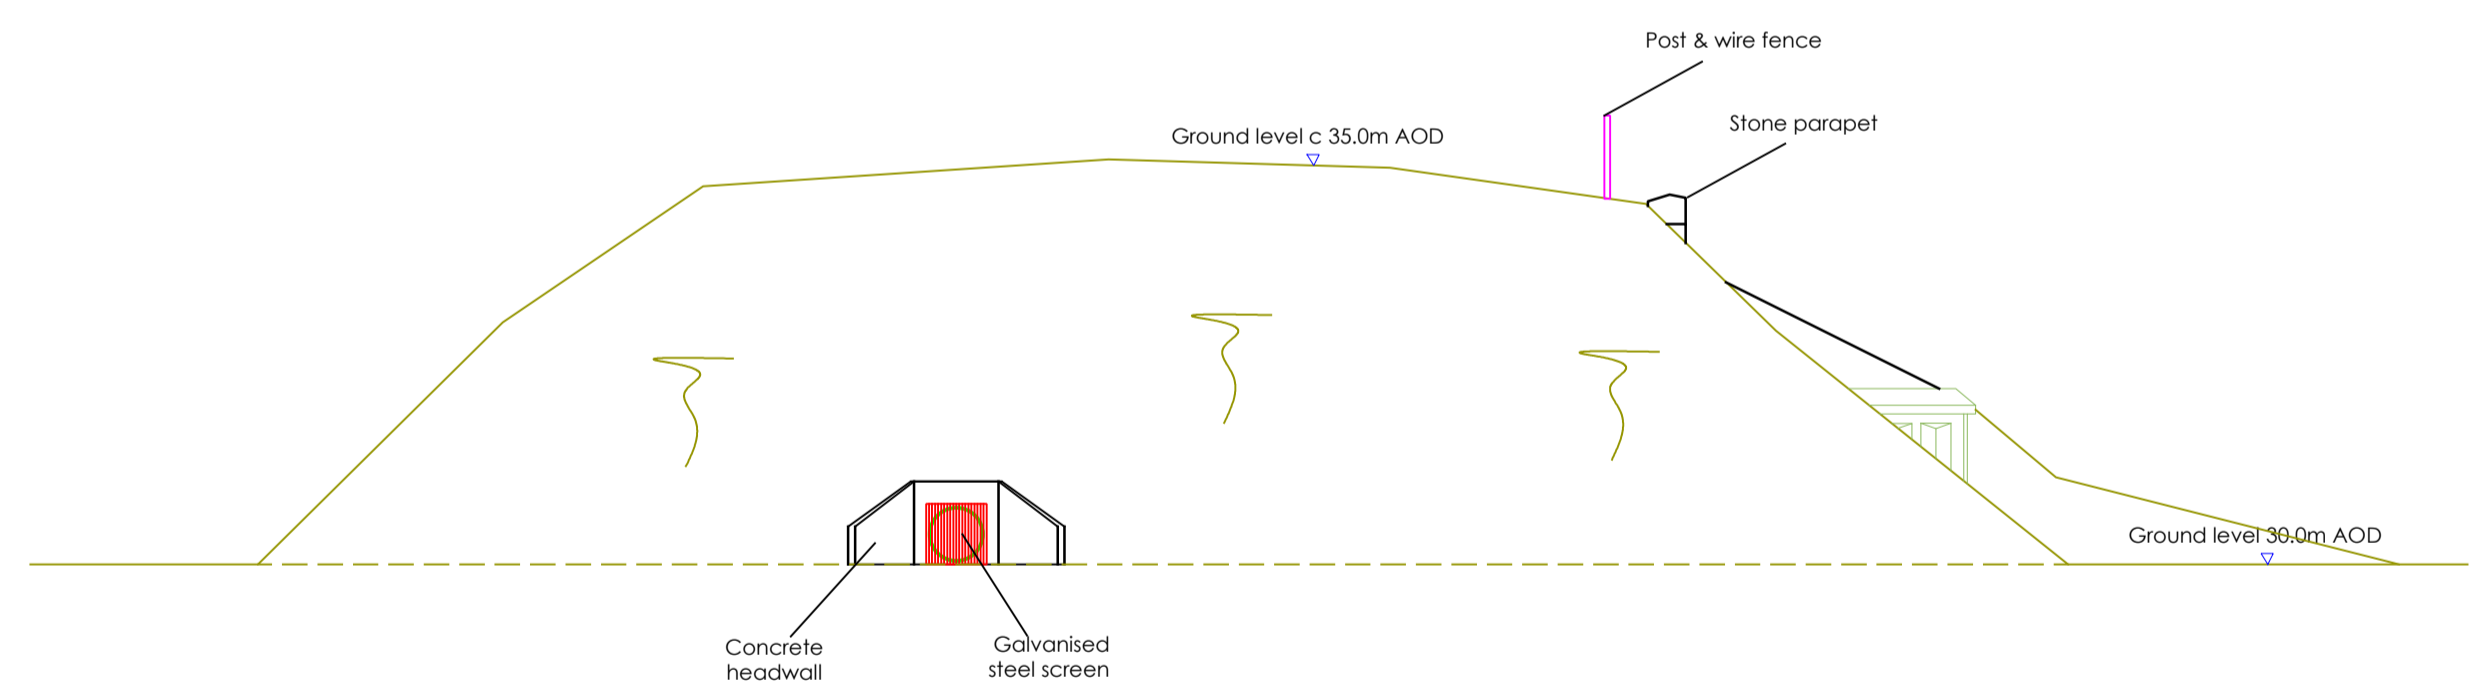 Post & wire fence
Stone parapet
Ground level c 35.0m AOD
Ground level 30.0m AOD
Concrete
headwall
Galvanised
steel screen